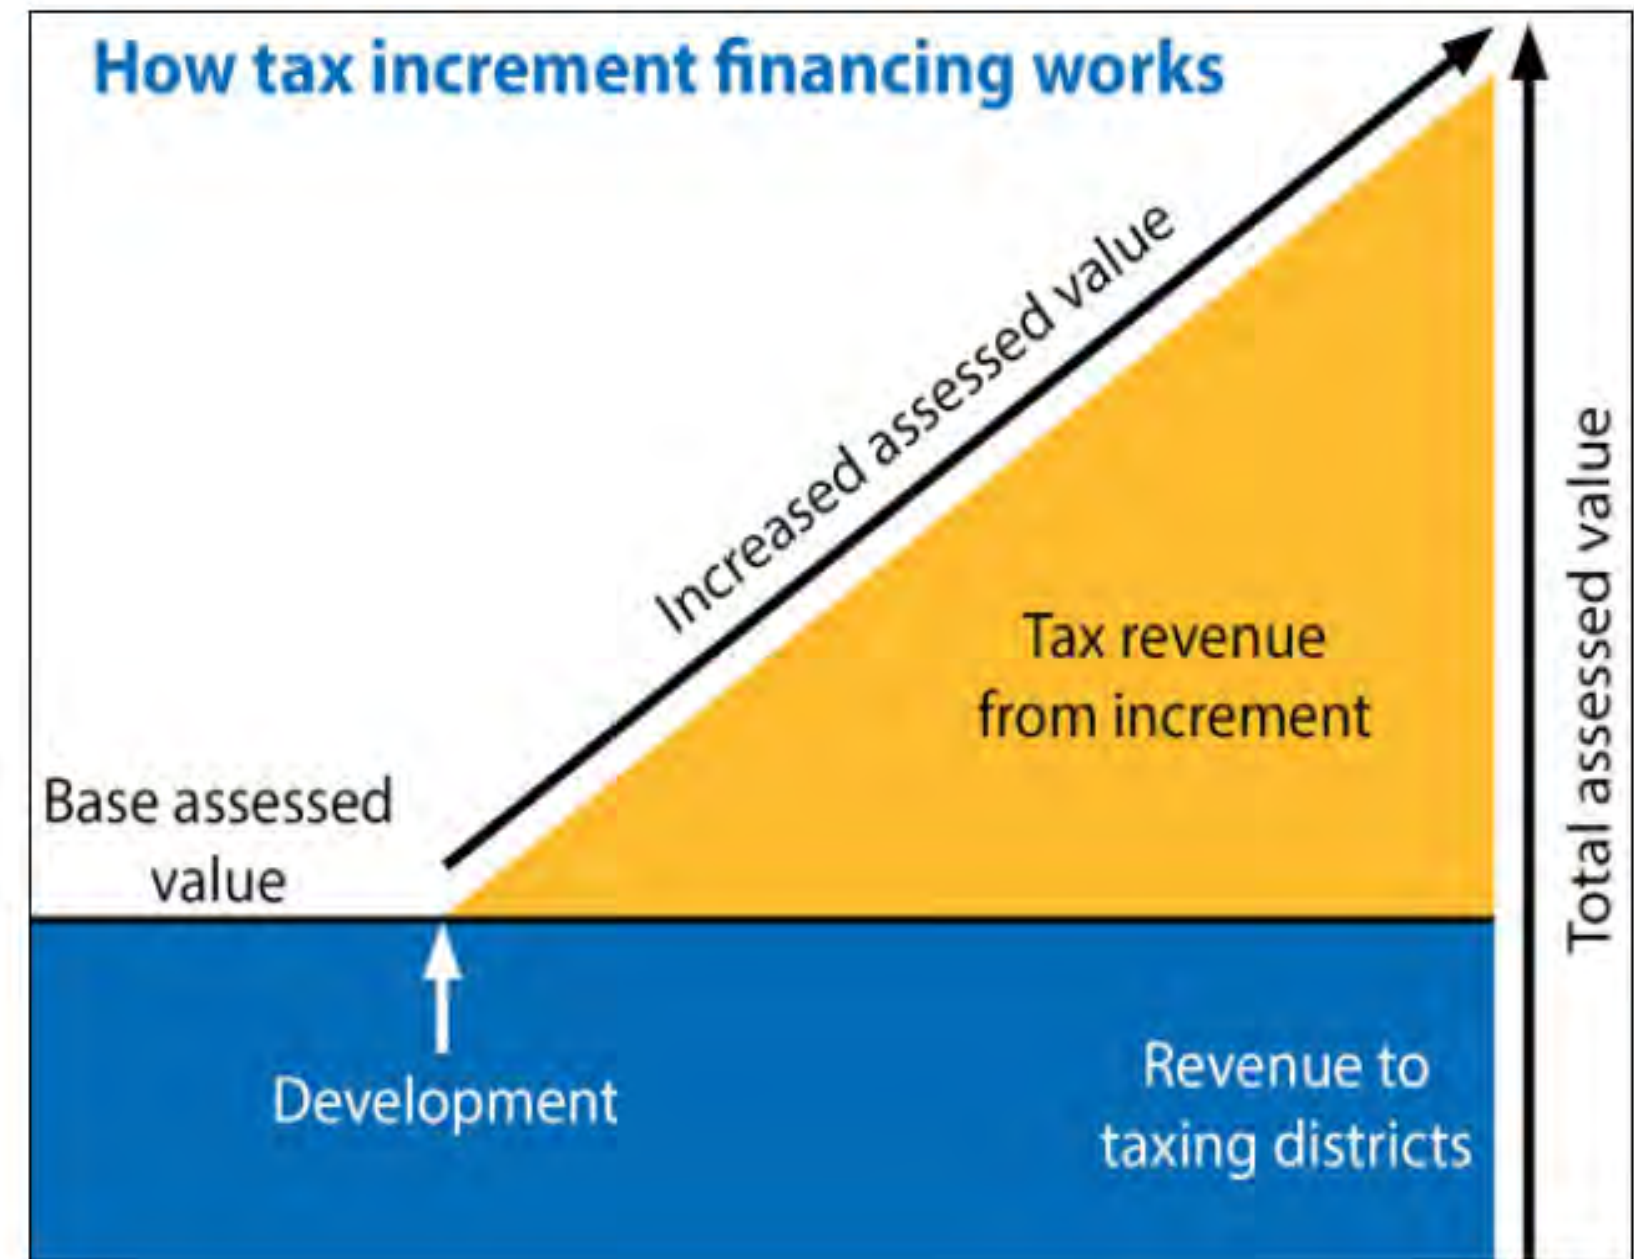 How tax increment financing works
Increased assessed value
Tax revenue
from increment
Base assessed
value
Total assessed value
Development
Revenue to
taxing districts